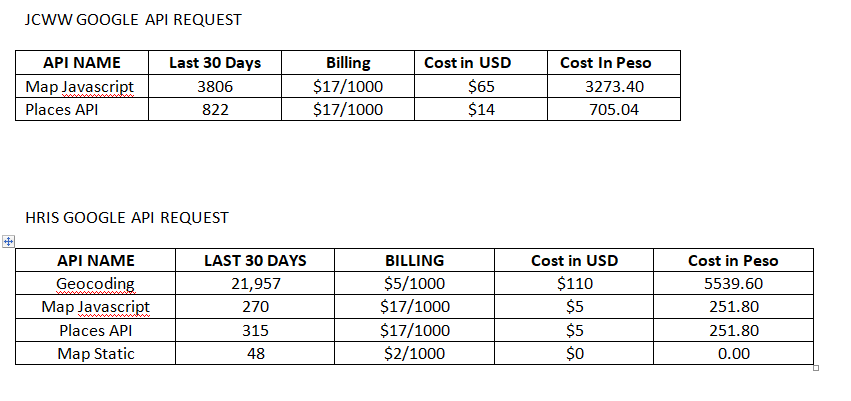 JCWW GOOGLE API REQUEST
API NAME Last 30 Days Billing Cost in USD Cost In Peso
Map Javascript 3806 $17/1000 $65 3273.40
Places API 822 $17/1000 $14 705.04
HRIS GOOGLE API REQUEST
API NAME LAST 30 DAYS BILLING Cost in USD Cost in Peso
Geocoding 21,957 $5/1000 $110 5539.60
Map Javascript 270 $17/1000 $5 251.80
Places API 315 $17/1000 $5 251.80
Map Static 48 $2/1000 $0 0.00